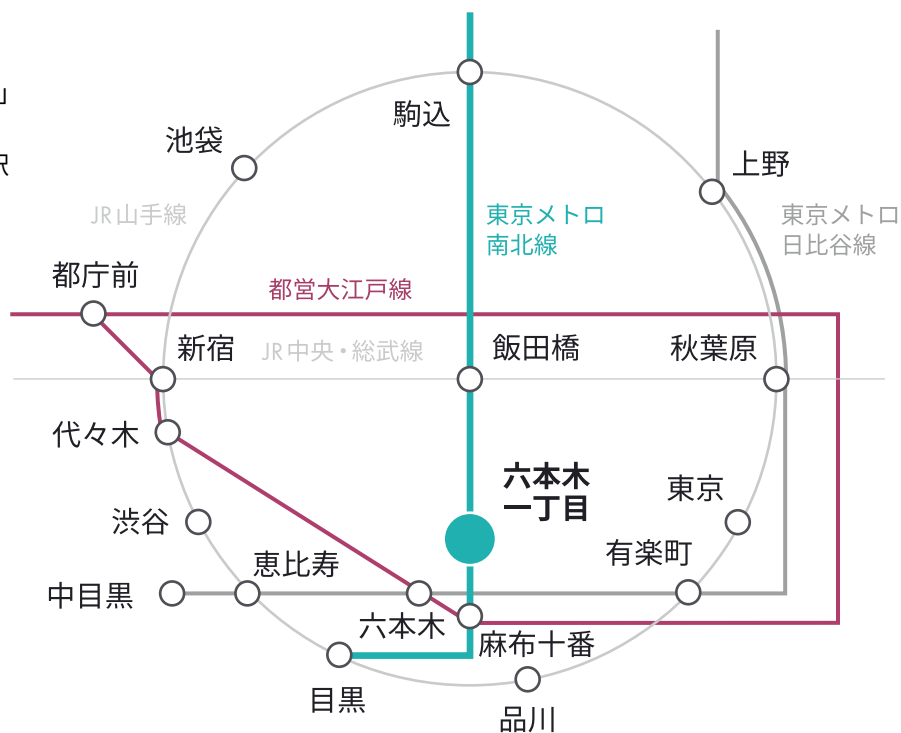 駒込
池袋
上野
JR山手線
東京メトロ
南北線
東京メトロ
日比谷線
都庁前
都営大江戸線
新宿
JR中央・総武線
飯田橋
秋葉原
代々木
六本木
一丁目
東京
渋谷
有楽町
恵比寿
中目黒
六本木
麻布十番
目黒
品川